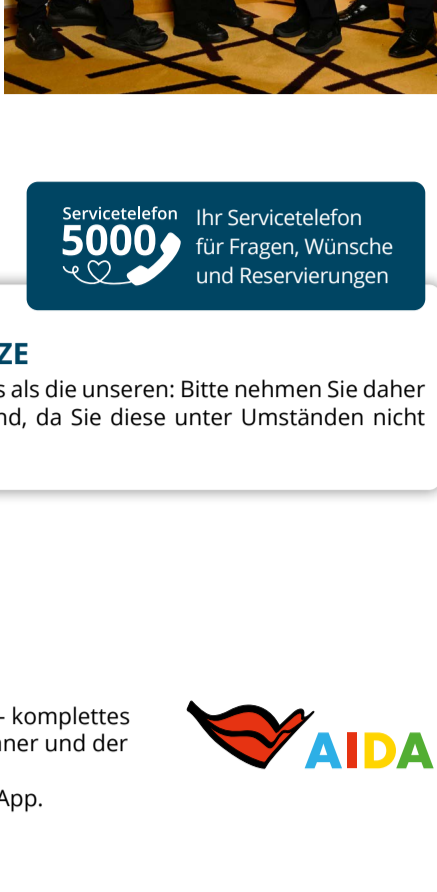 Servicetelefon
5000
Ihr Servicetelefon
für Fragen, Wünsche
und Reservierungen
ZE
s als die unseren: Bitte nehmen Sie daher
nd, da Sie diese unter Umständen nicht
– komplettes
ner und der
App.
AIDA